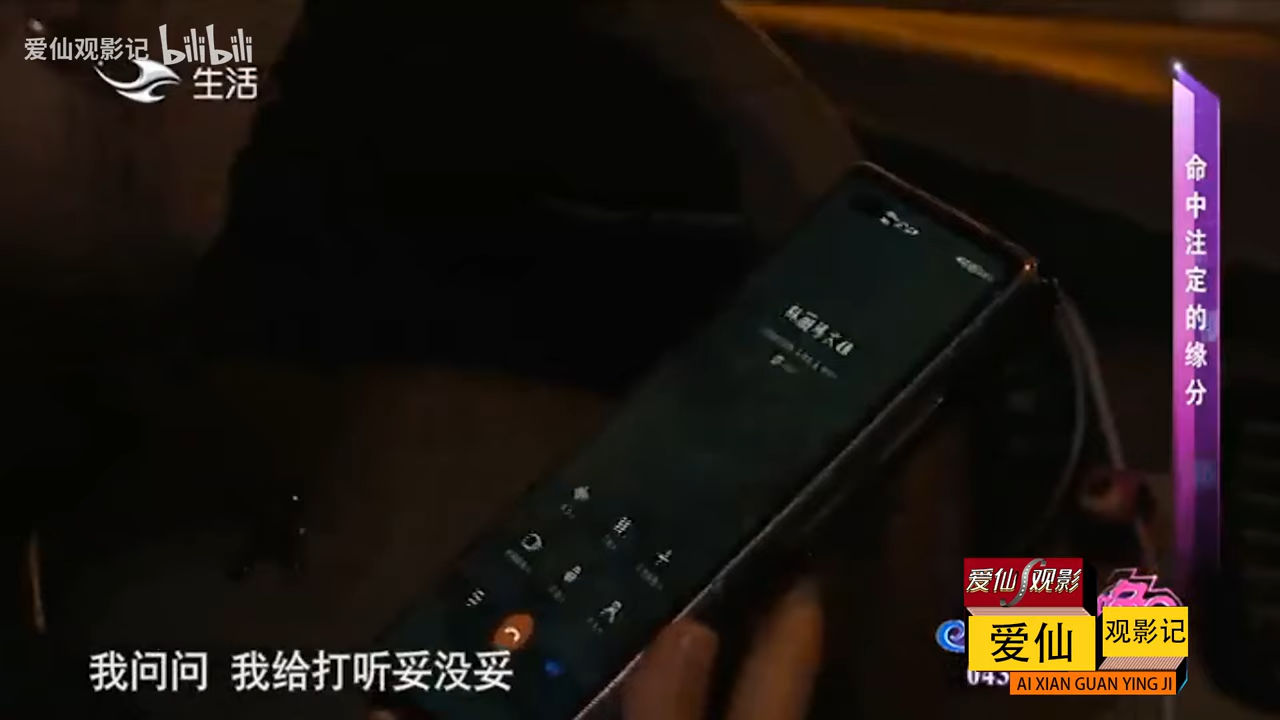 爱仙观影记 bilibili
生活
命中注定的缘分
我问问 我给打听妥没妥
爱仙 观影
爱仙
观影记
AI XIAN GUAN YING JI
043